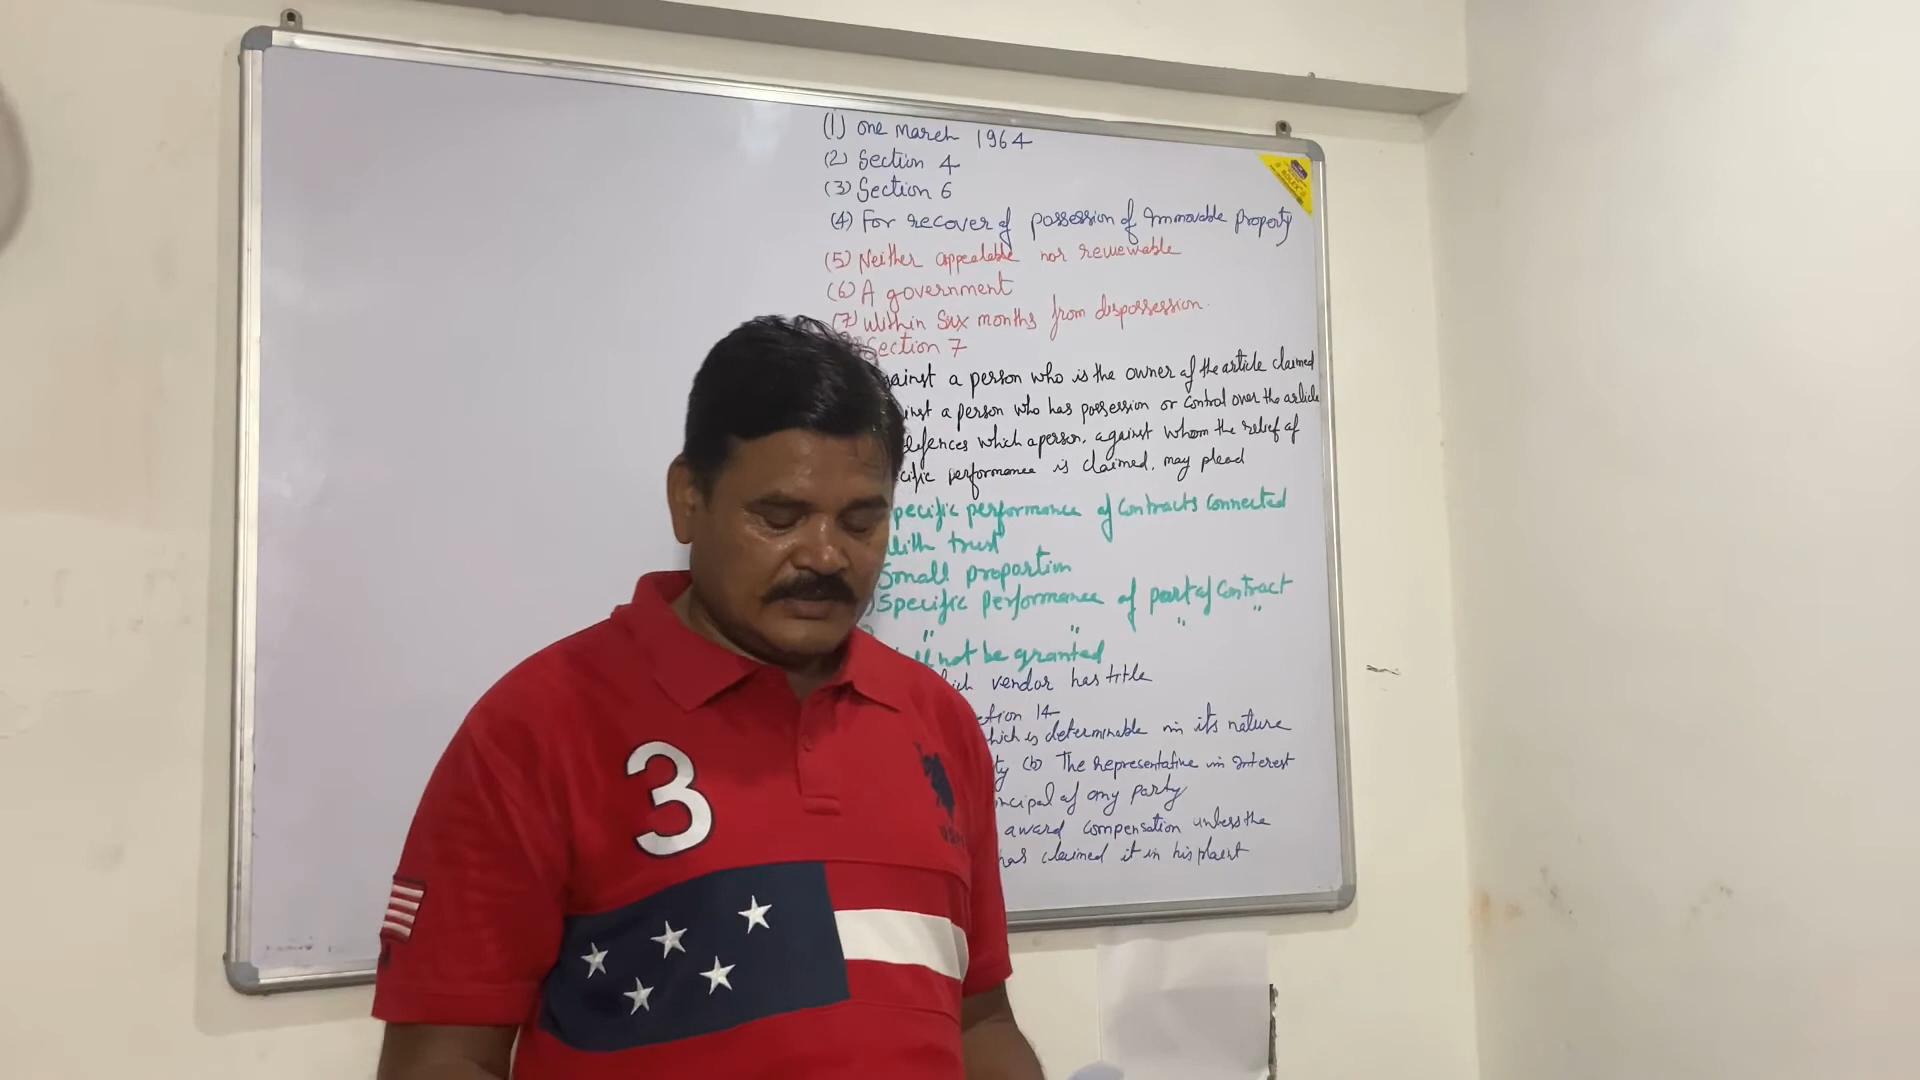 (1) one march 1964
(2) Section 4
(3) Section 6
(4) For recover of possession of Immovable property
(5) Neither appealable nor reviewable
(6) A government
(7) Within Six months from dispossession.
Section 7
against a person who is the owner of the article claimed
a person who has possession or control over the article
defences which a person, against whom the relief of
performance is claimed, may plead
Specific performance of Contracts connected
With trust
Small proportion
Specific performance of part of Contract
" " " "
not be granted
vendor has title
Section 14
which is determinable in its nature
(b) The representative in interest
principal of any party
award compensation unless the
has claimed it in his plaint
3
ROLEX